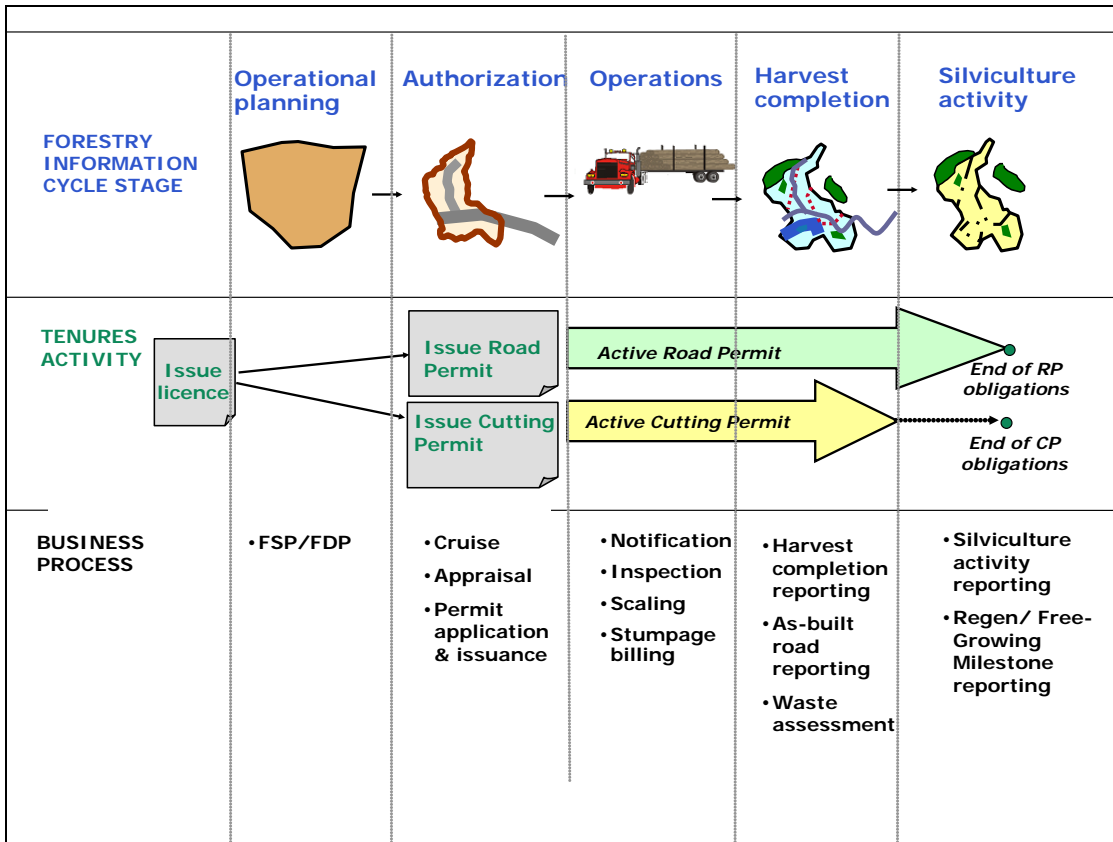 Operational
planning
Authorization
Operations
Harvest
completion
Silviculture
activity
FORESTRY
INFORMATION
CYCLE STAGE
TENURES
ACTIVITY
Issue
licence
Issue Road
Permit
Issue Cutting
Permit
Active Road Permit
Active Cutting Permit
End of RP
obligations
End of CP
obligations
BUSINESS
PROCESS
• FSP/FDP
• Cruise
• Appraisal
• Permit
application
& issuance
• Notification
• Inspection
• Scaling
• Stumpage
billing
• Harvest
completion
reporting
• As-built
road
reporting
• Waste
assessment
• Silviculture
activity
reporting
• Regen/ Free-
Growing
Milestone
reporting